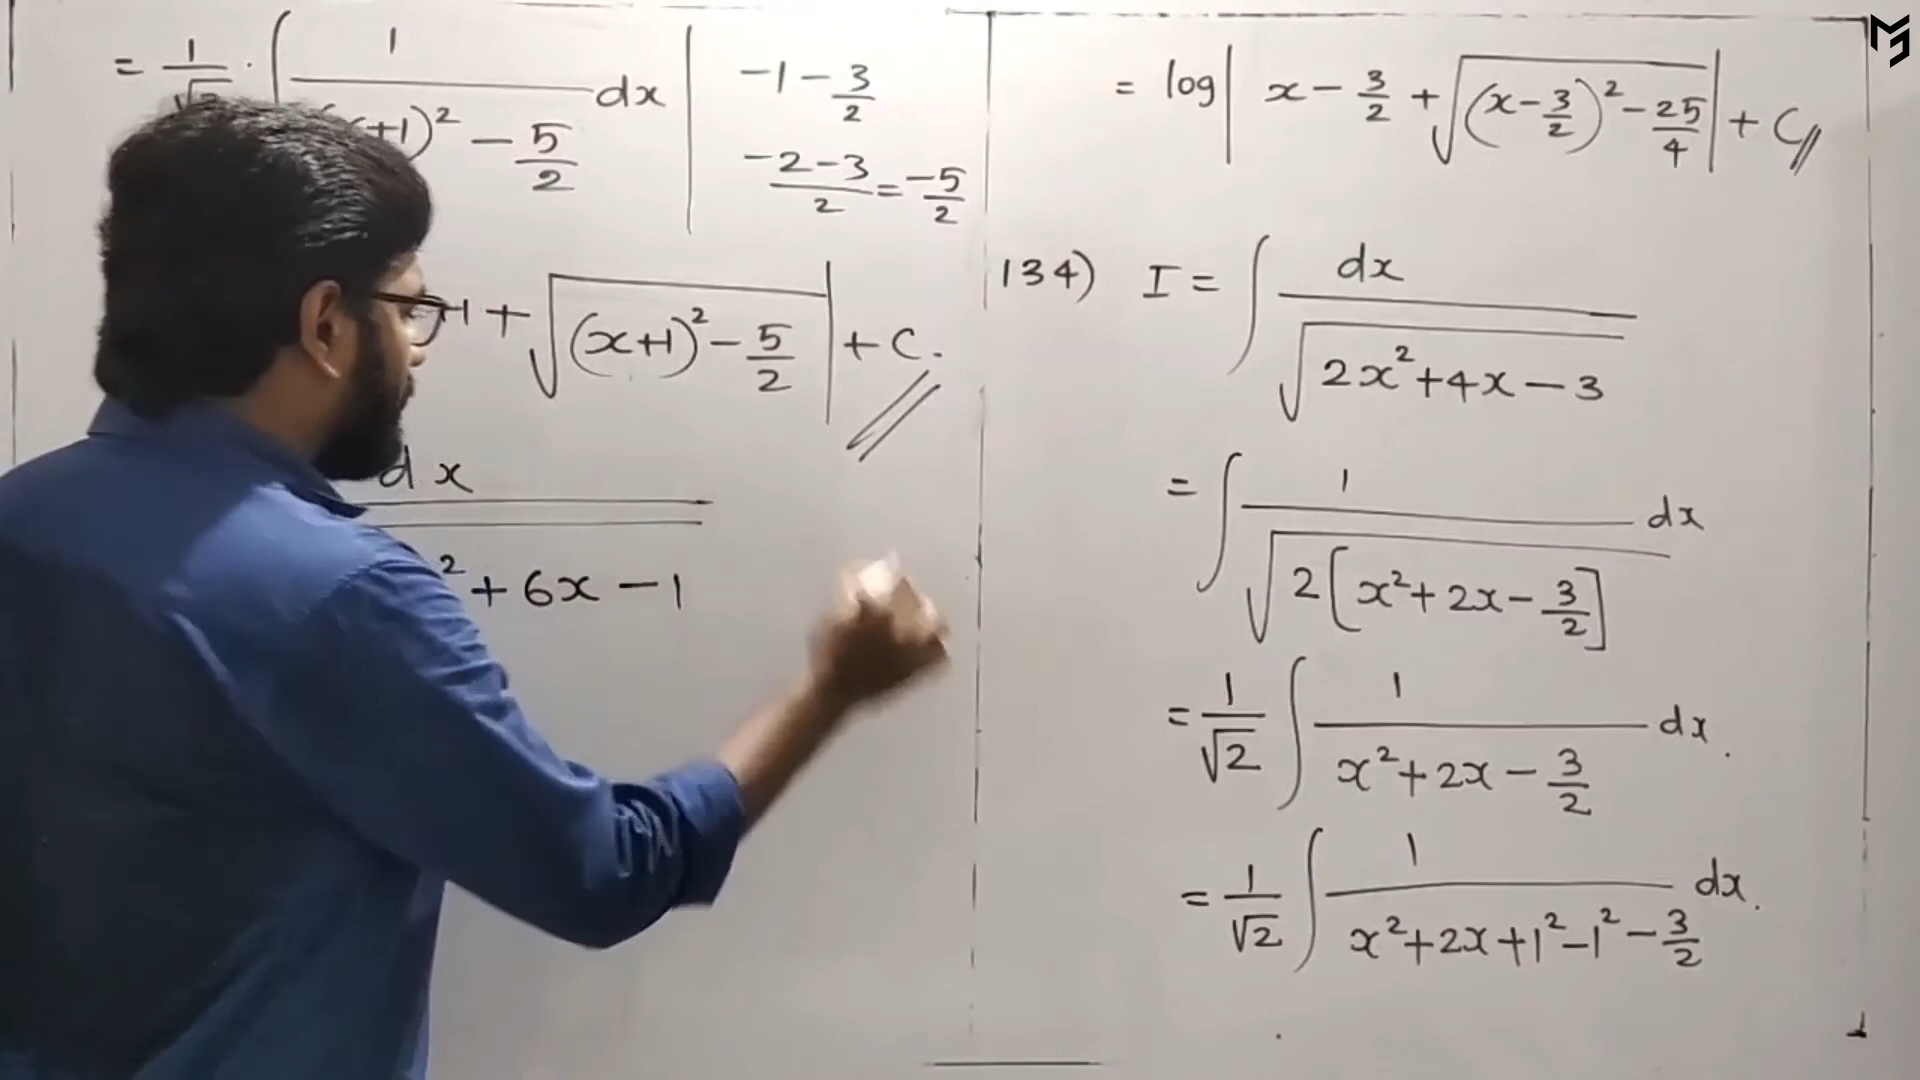 = 1/√2 · ∫ 1/((x+1)² - 5/2) dx
-1 - 3/2
(-2-3)/2 = -5/2
+1 + √((x+1)² - 5/2) | + C.
dx
² + 6x - 1
= log | x - 3/2 + √((x - 3/2)² - 25/4) | + C//
134) I = ∫ dx/√(2x² + 4x - 3)
= ∫ 1/√(2[x² + 2x - 3/2]) dx
= 1/√2 ∫ 1/(x² + 2x - 3/2) dx.
= 1/√2 ∫ 1/(x² + 2x + 1² - 1² - 3/2) dx.